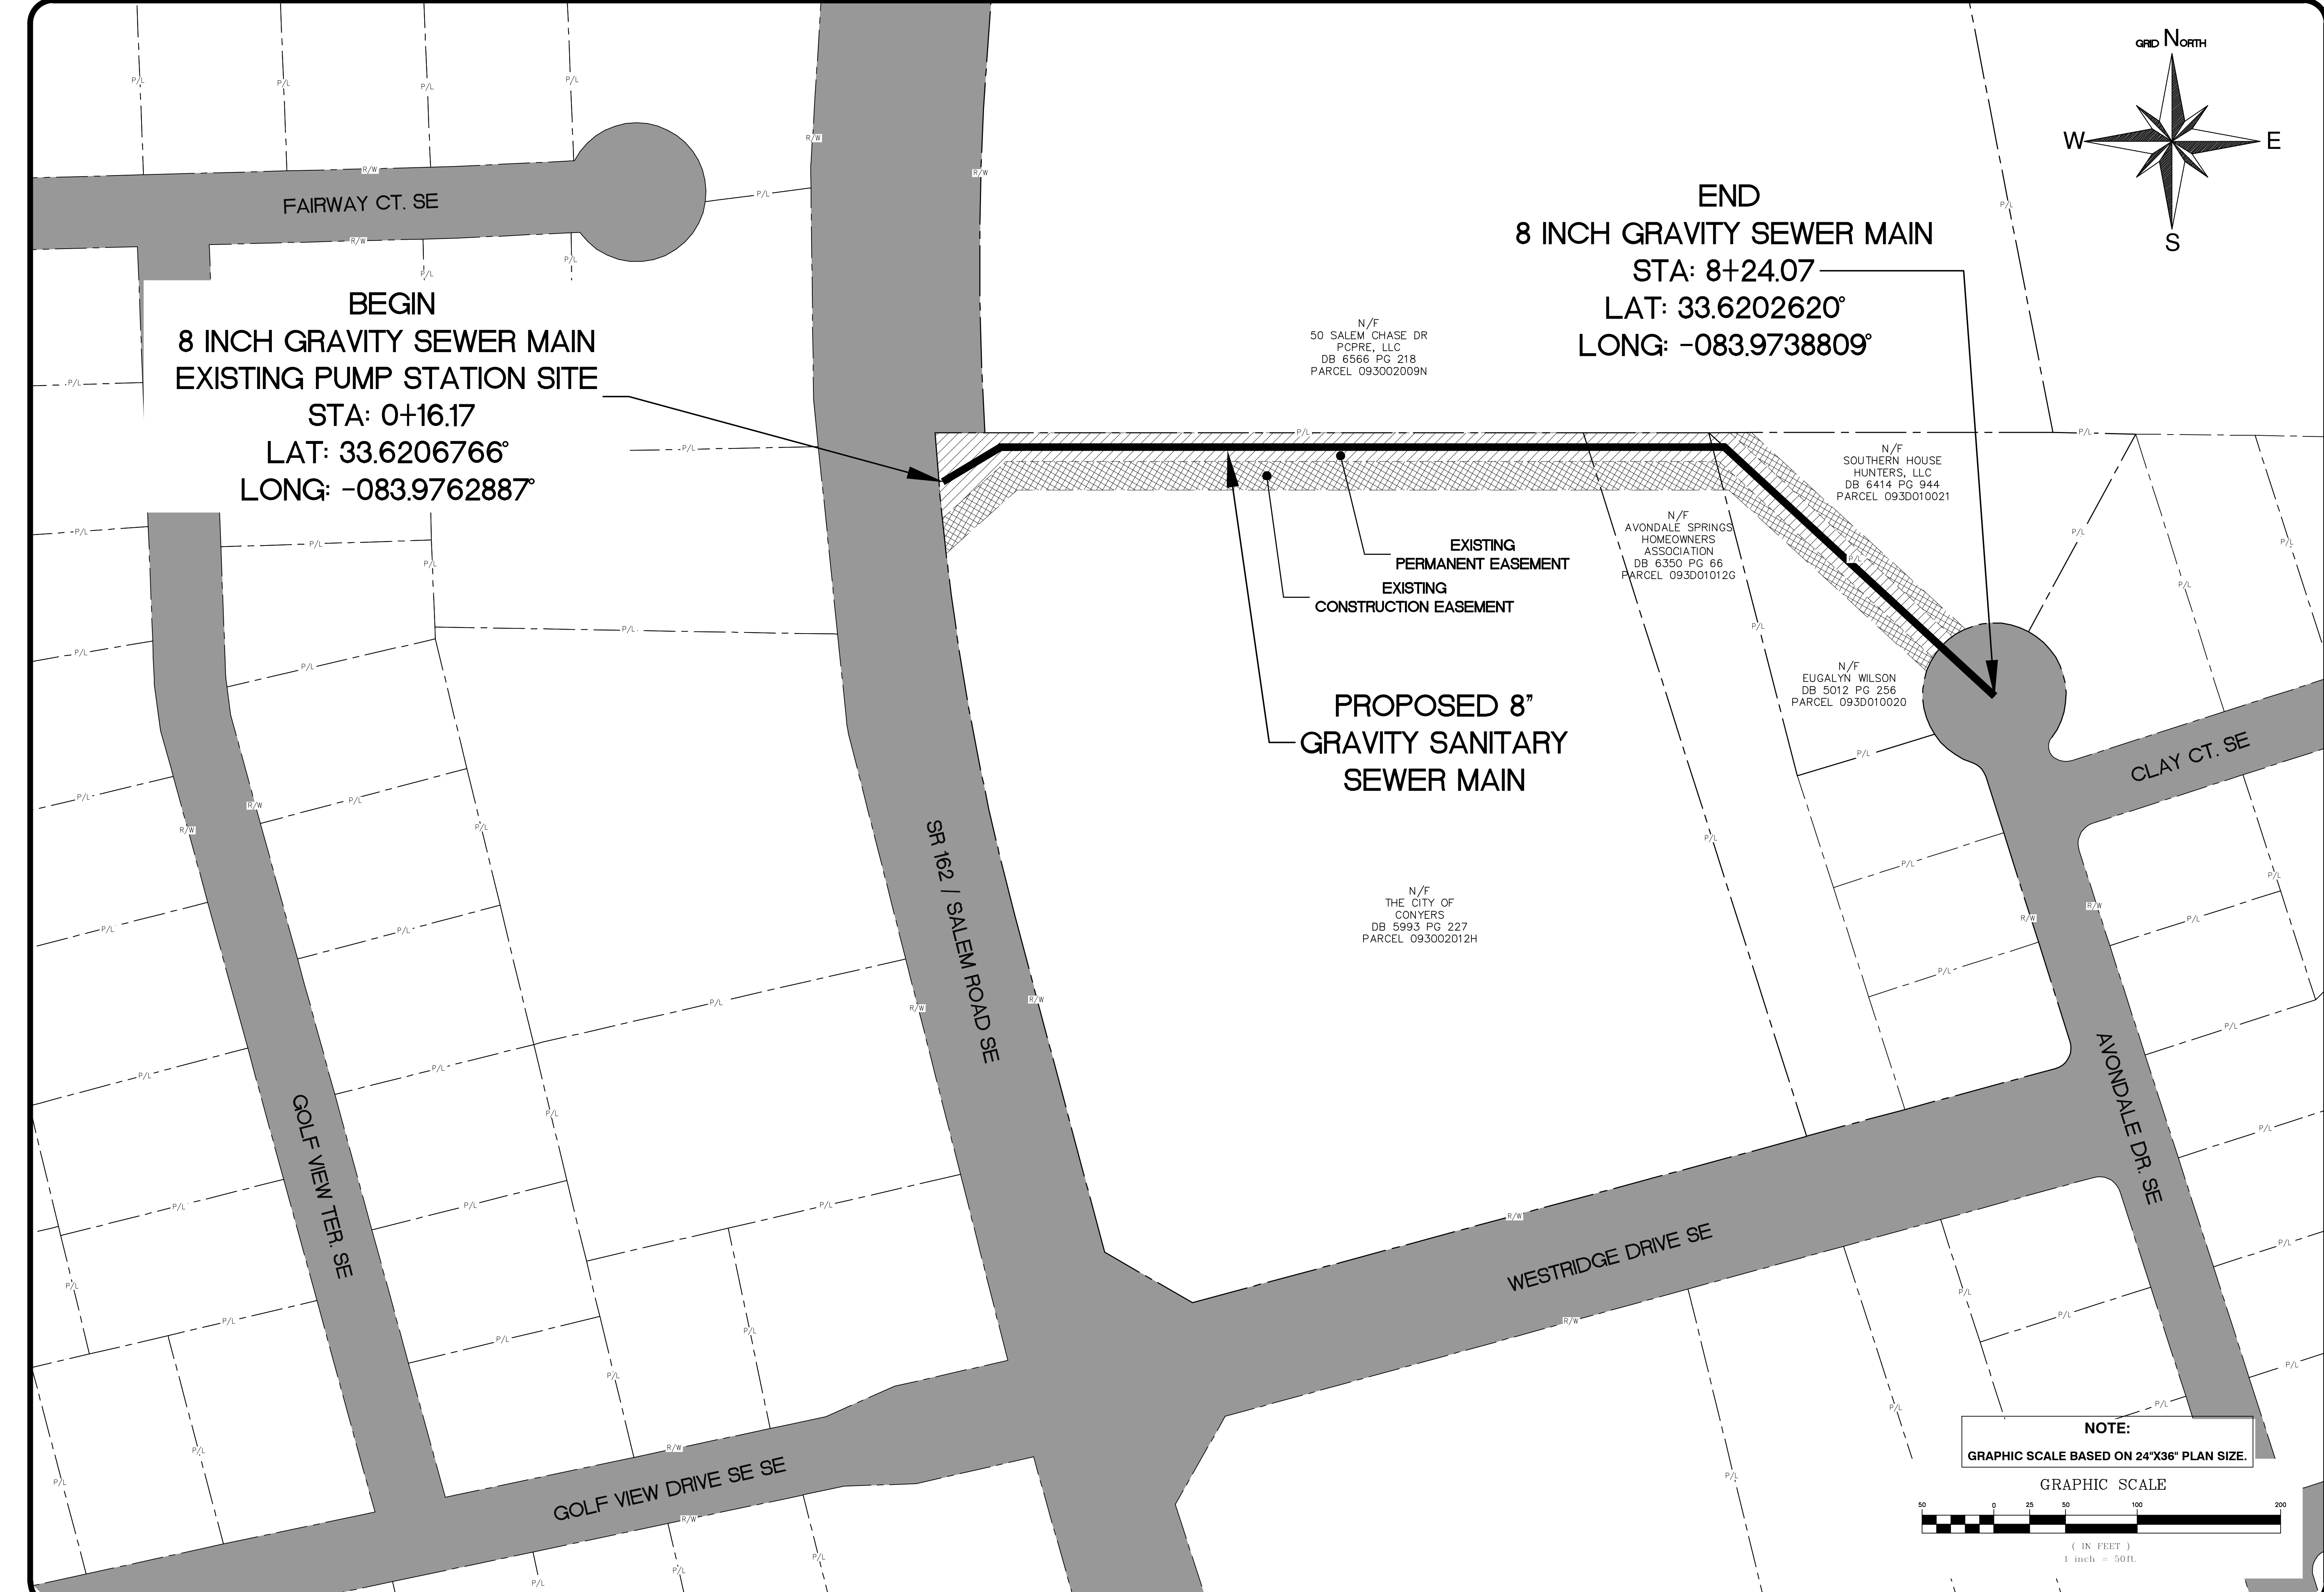 GRID NORTH
W
E
S
FAIRWAY CT. SE
BEGIN
8 INCH GRAVITY SEWER MAIN
EXISTING PUMP STATION SITE
STA: 0+16.17
LAT: 33.6206766°
LONG: -083.9762887°
END
8 INCH GRAVITY SEWER MAIN
STA: 8+24.07
LAT: 33.6202620°
LONG: -083.9738809°
N/F
50 SALEM CHASE DR
PCPRE, LLC
DB 6566 PG 218
PARCEL 093002009N
N/F
SOUTHERN HOUSE
HUNTERS, LLC
DB 6414 PG 944
PARCEL 093D010021
N/F
AVONDALE SPRINGS
HOMEOWNERS
ASSOCIATION
DB 6350 PG 66
PARCEL 093D01012G
EXISTING
PERMANENT EASEMENT
EXISTING
CONSTRUCTION EASEMENT
N/F
EUGALYN WILSON
DB 5012 PG 256
PARCEL 093D010020
PROPOSED 8"
GRAVITY SANITARY
SEWER MAIN
CLAY CT. SE
SR 162 / SALEM ROAD SE
N/F
THE CITY OF
CONYERS
DB 5993 PG 227
PARCEL 093002012H
GOLF VIEW TER. SE
AVONDALE DR. SE
WESTRIDGE DRIVE SE
GOLF VIEW DRIVE SE SE
P/L
R/W
NOTE:
GRAPHIC SCALE BASED ON 24"X36" PLAN SIZE.
GRAPHIC SCALE
50 0 25 50 100 200
( IN FEET )
1 inch = 50ft.